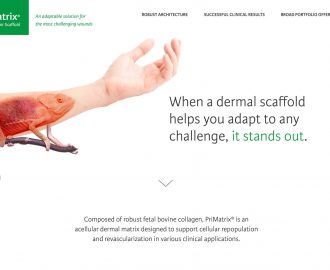 atrix®
er Scaffold
An adaptable solution for
the most challenging wounds
ROBUST ARCHITECTURE
SUCCESSFUL CLINICAL RESULTS
BROAD PORTFOLIO OFFER
When a dermal scaffold
helps you adapt to any
challenge, it stands out.
Composed of robust fetal bovine collagen, PriMatrix® is an
acellular dermal matrix designed to support cellular repopulation
and revascularization in various clinical applications.